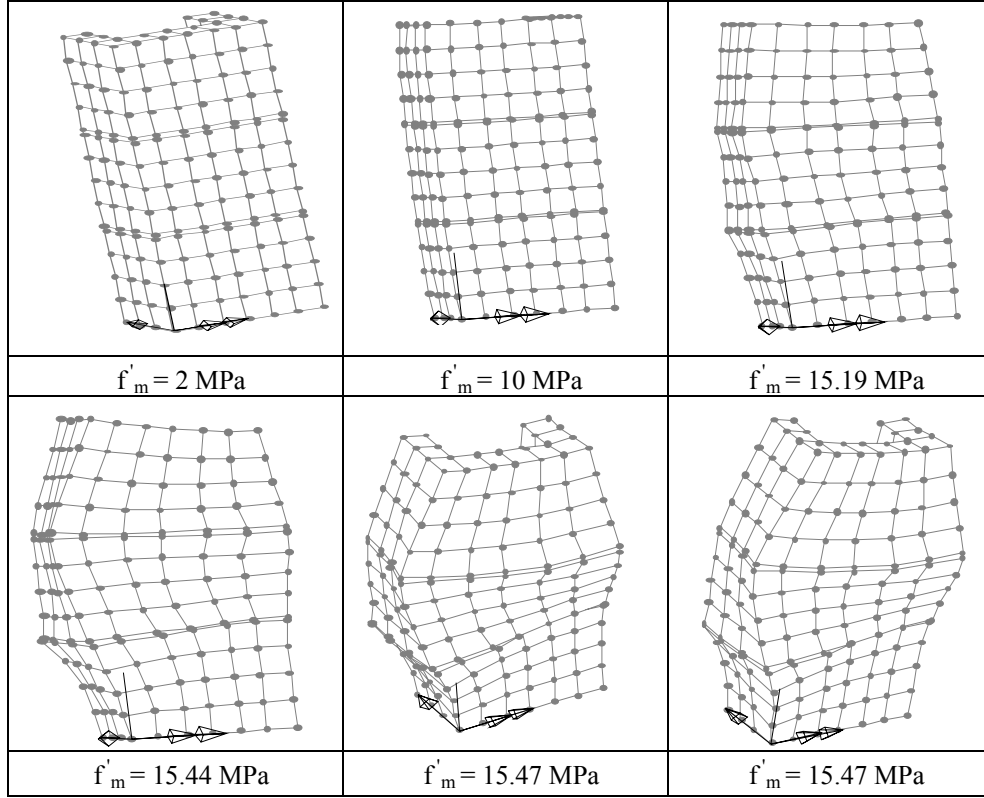 f'm = 2 MPa
f'm = 10 MPa
f'm = 15.19 MPa
f'm = 15.44 MPa
f'm = 15.47 MPa
f'm = 15.47 MPa